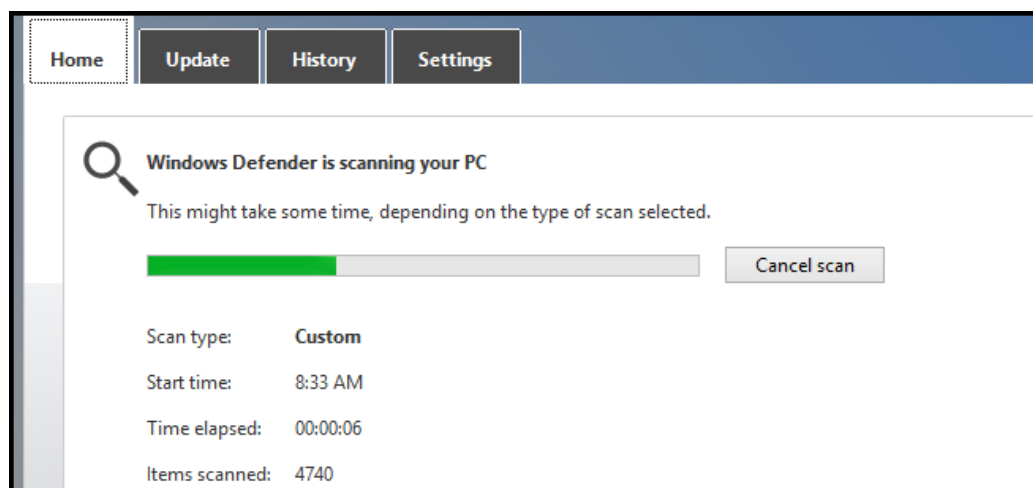 Home Update History Settings
Windows Defender is scanning your PC
This might take some time, depending on the type of scan selected.
Cancel scan
Scan type: Custom
Start time: 8:33 AM
Time elapsed: 00:00:06
Items scanned: 4740